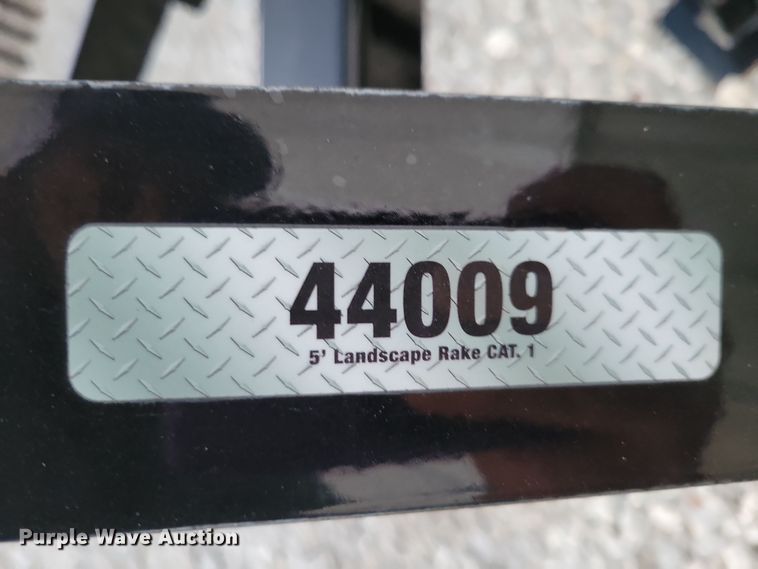 44009
5' Landscape Rake CAT. 1
Purple Wave Auction